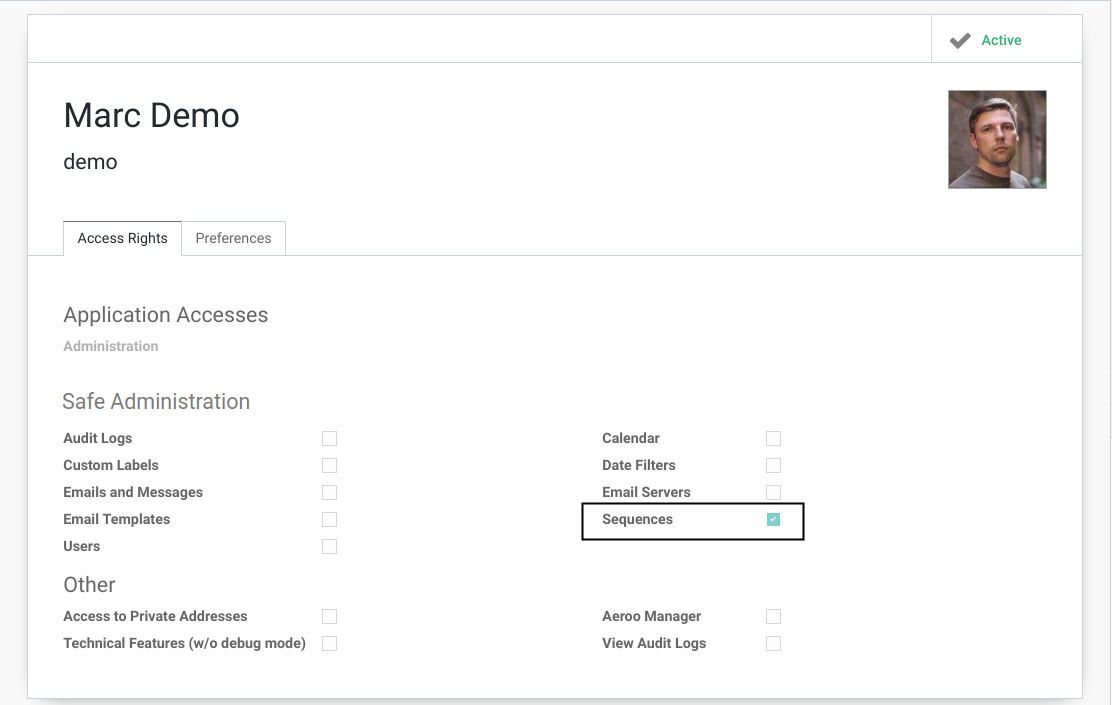 Active
Marc Demo
demo
Access Rights Preferences
Application Accesses
Administration
Safe Administration
Audit Logs Calendar
Custom Labels Date Filters
Emails and Messages Email Servers
Email Templates Sequences
Users
Other
Access to Private Addresses Aeroo Manager
Technical Features (w/o debug mode) View Audit Logs